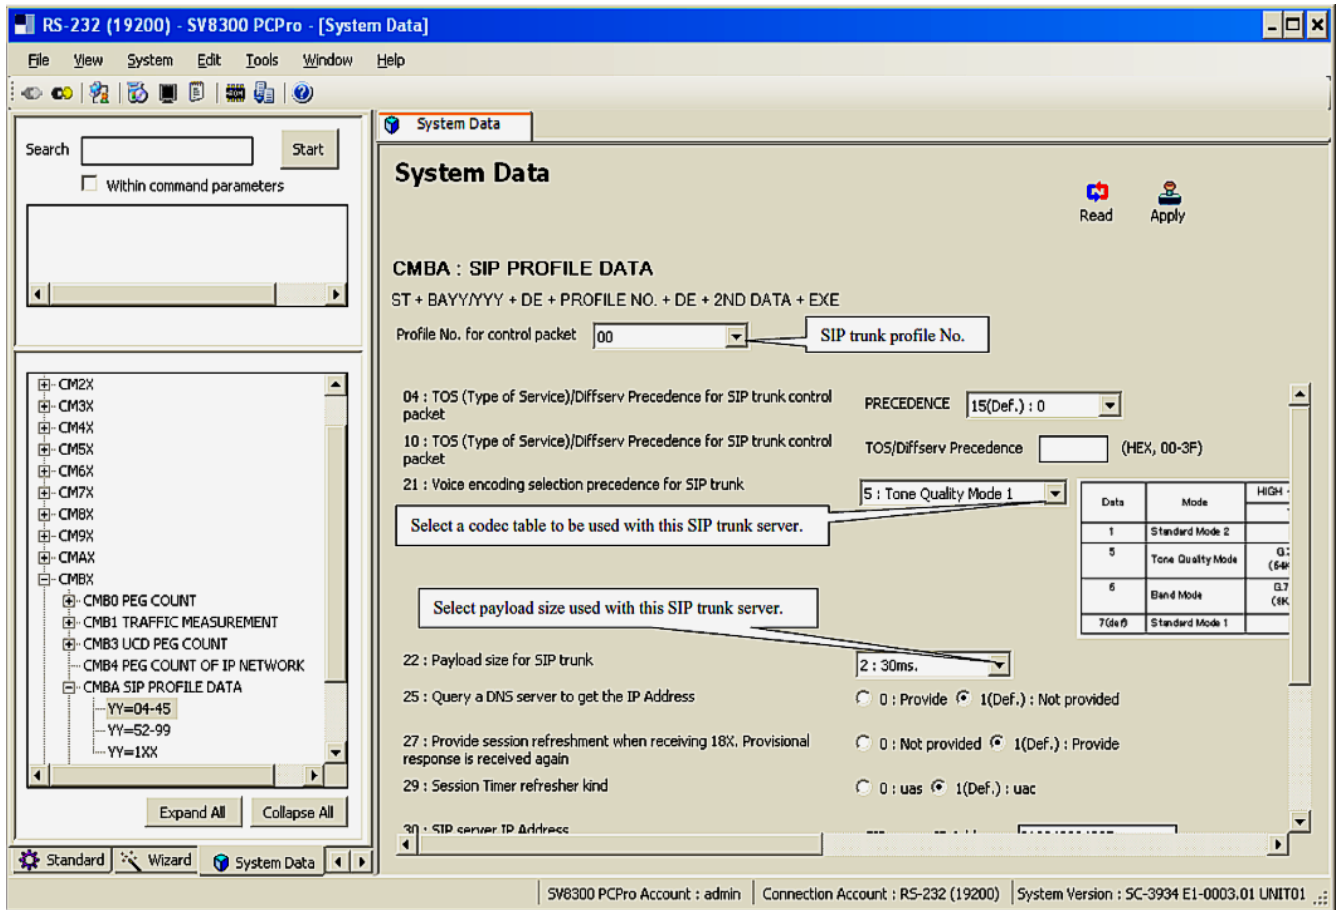 RS-232 (19200) - SV8300 PCPro - [System Data]
File View System Edit Tools Window Help
Search Start
Within command parameters
CM2X
CM3X
CM4X
CM5X
CM6X
CM7X
CM8X
CM9X
CMAX
CMBX
CMB0 PEG COUNT
CMB1 TRAFFIC MEASUREMENT
CMB3 UCD PEG COUNT
CMB4 PEG COUNT OF IP NETWORK
CMBA SIP PROFILE DATA
YY=04-45
YY=52-99
YY=1XX
Expand All Collapse All
Standard Wizard System Data
System Data
System Data
Read Apply
CMBA : SIP PROFILE DATA
ST + BAYY/YYY + DE + PROFILE NO. + DE + 2ND DATA + EXE
Profile No. for control packet 00 SIP trunk profile No.
04 : TOS (Type of Service)/Diffserv Precedence for SIP trunk control
packet
PRECEDENCE 15(Def.) : 0
10 : TOS (Type of Service)/Diffserv Precedence for SIP trunk control
packet
TOS/Diffserv Precedence (HEX, 00-3F)
21 : Voice encoding selection precedence for SIP trunk 5 : Tone Quality Mode 1
Select a codec table to be used with this SIP trunk server.
Data Mode HIGH
1 Standard Mode 2
5 Tone Quality Mode
6 Band Mode
7(def) Standard Mode 1
Select payload size used with this SIP trunk server.
22 : Payload size for SIP trunk 2 : 30ms.
25 : Query a DNS server to get the IP Address 0 : Provide 1(Def.) : Not provided
27 : Provide session refreshment when receiving 18X. Provisional
response is received again
0 : Not provided 1(Def.) : Provide
29 : Session Timer refresher kind 0 : uas 1(Def.) : uac
30 : SIP server IP Address
SV8300 PCPro Account : admin Connection Account : RS-232 (19200) System Version : SC-3934 E1-0003.01 UNIT01